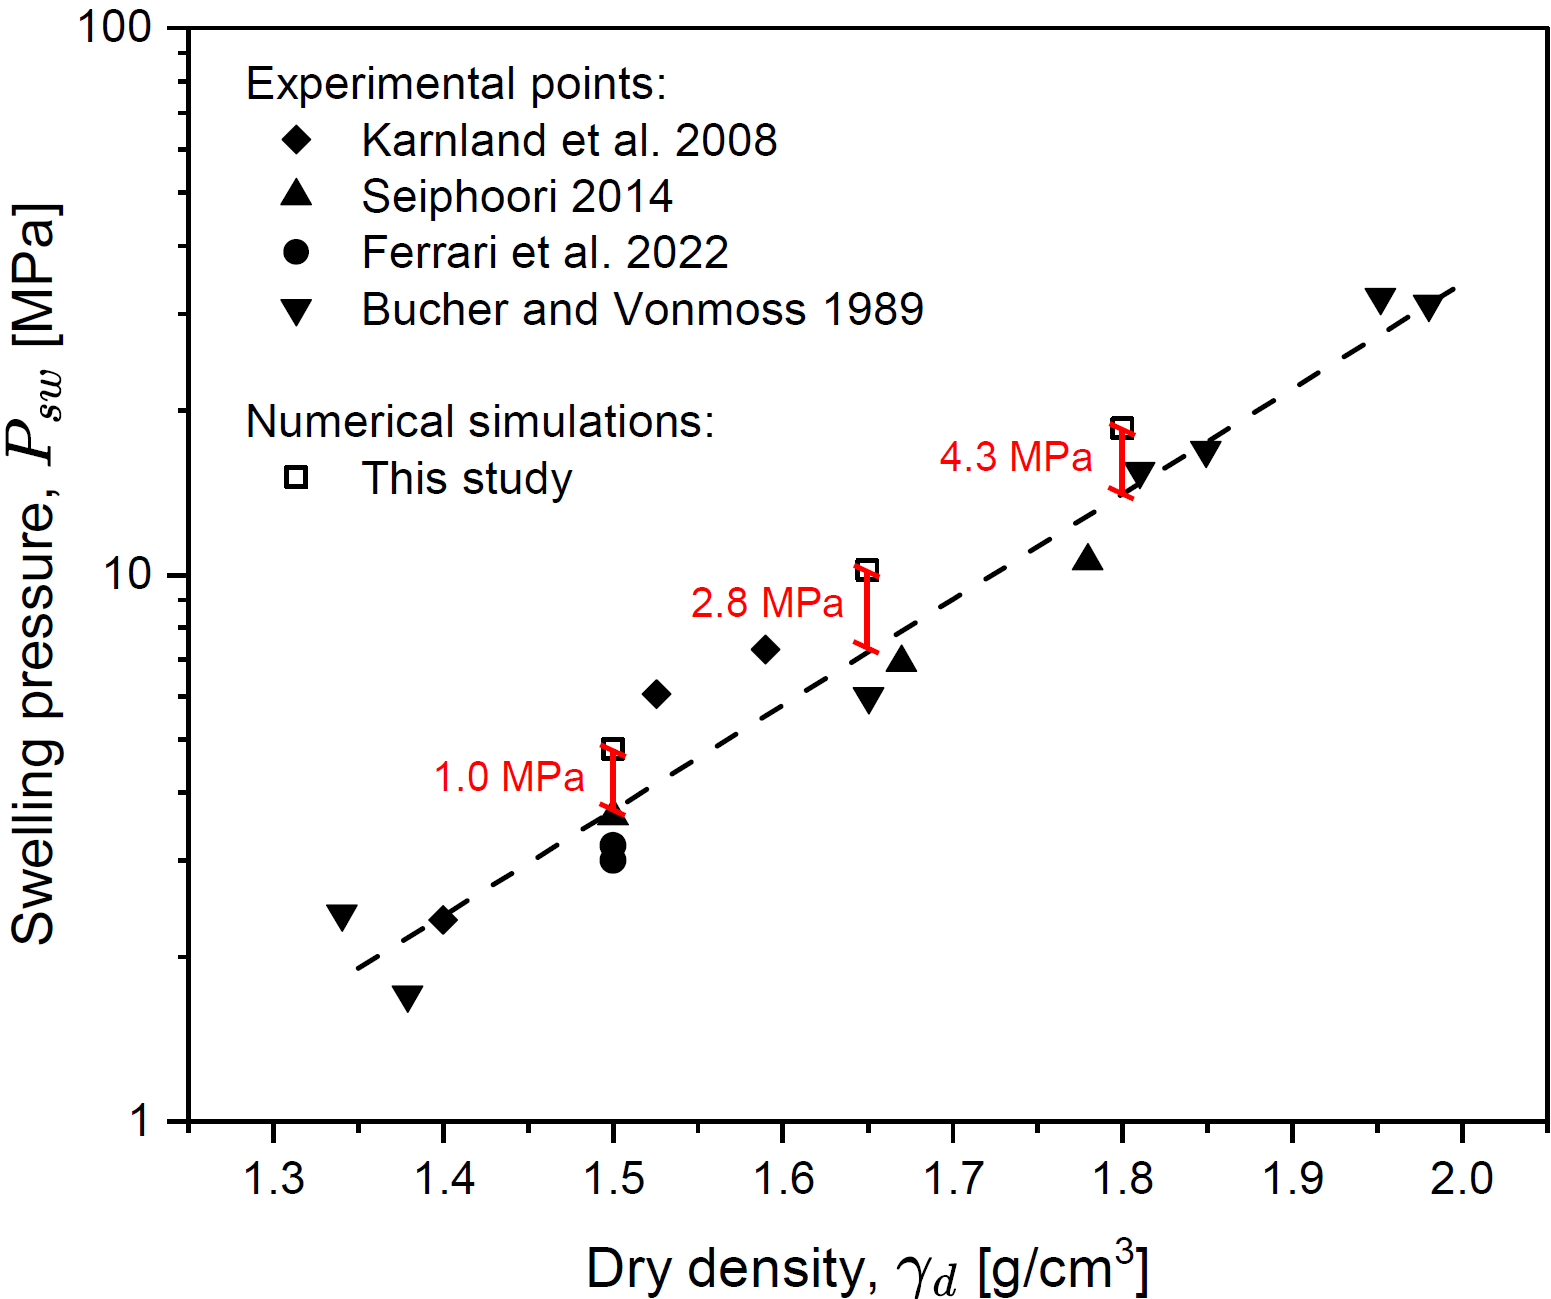 100
10
1
Swelling pressure, P_sw [MPa]
Experimental points:
Karnland et al. 2008
Seiphoori 2014
Ferrari et al. 2022
Bucher and Vonmoss 1989
Numerical simulations:
This study
4.3 MPa
2.8 MPa
1.0 MPa
1.3 1.4 1.5 1.6 1.7 1.8 1.9 2.0
Dry density, γ_d [g/cm³]